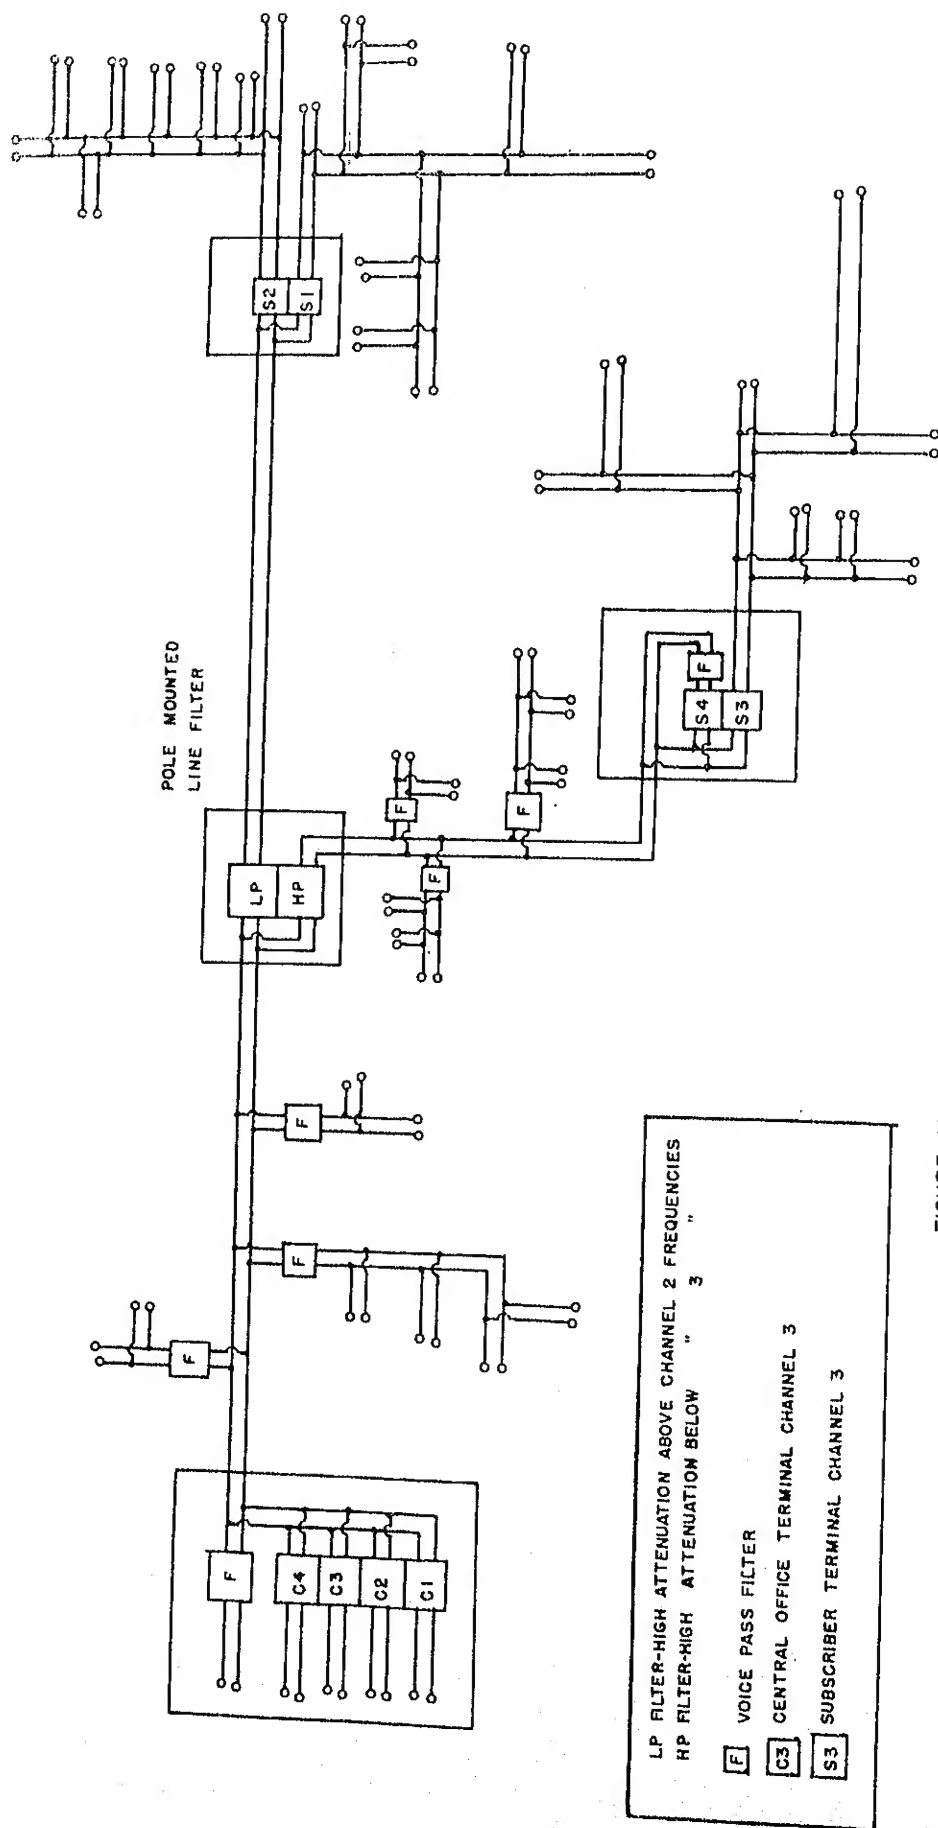 POLE MOUNTED
LINE FILTER
S2
S1
LP
HP
F
F
F
F
F
F
F
S4
S3
F
F
C4
C3
C2
C1
LP FILTER-HIGH ATTENUATION ABOVE CHANNEL 2 FREQUENCIES
HP FILTER-HIGH ATTENUATION BELOW " 3 "
F VOICE PASS FILTER
C3 CENTRAL OFFICE TERMINAL CHANNEL 3
S3 SUBSCRIBER TERMINAL CHANNEL 3